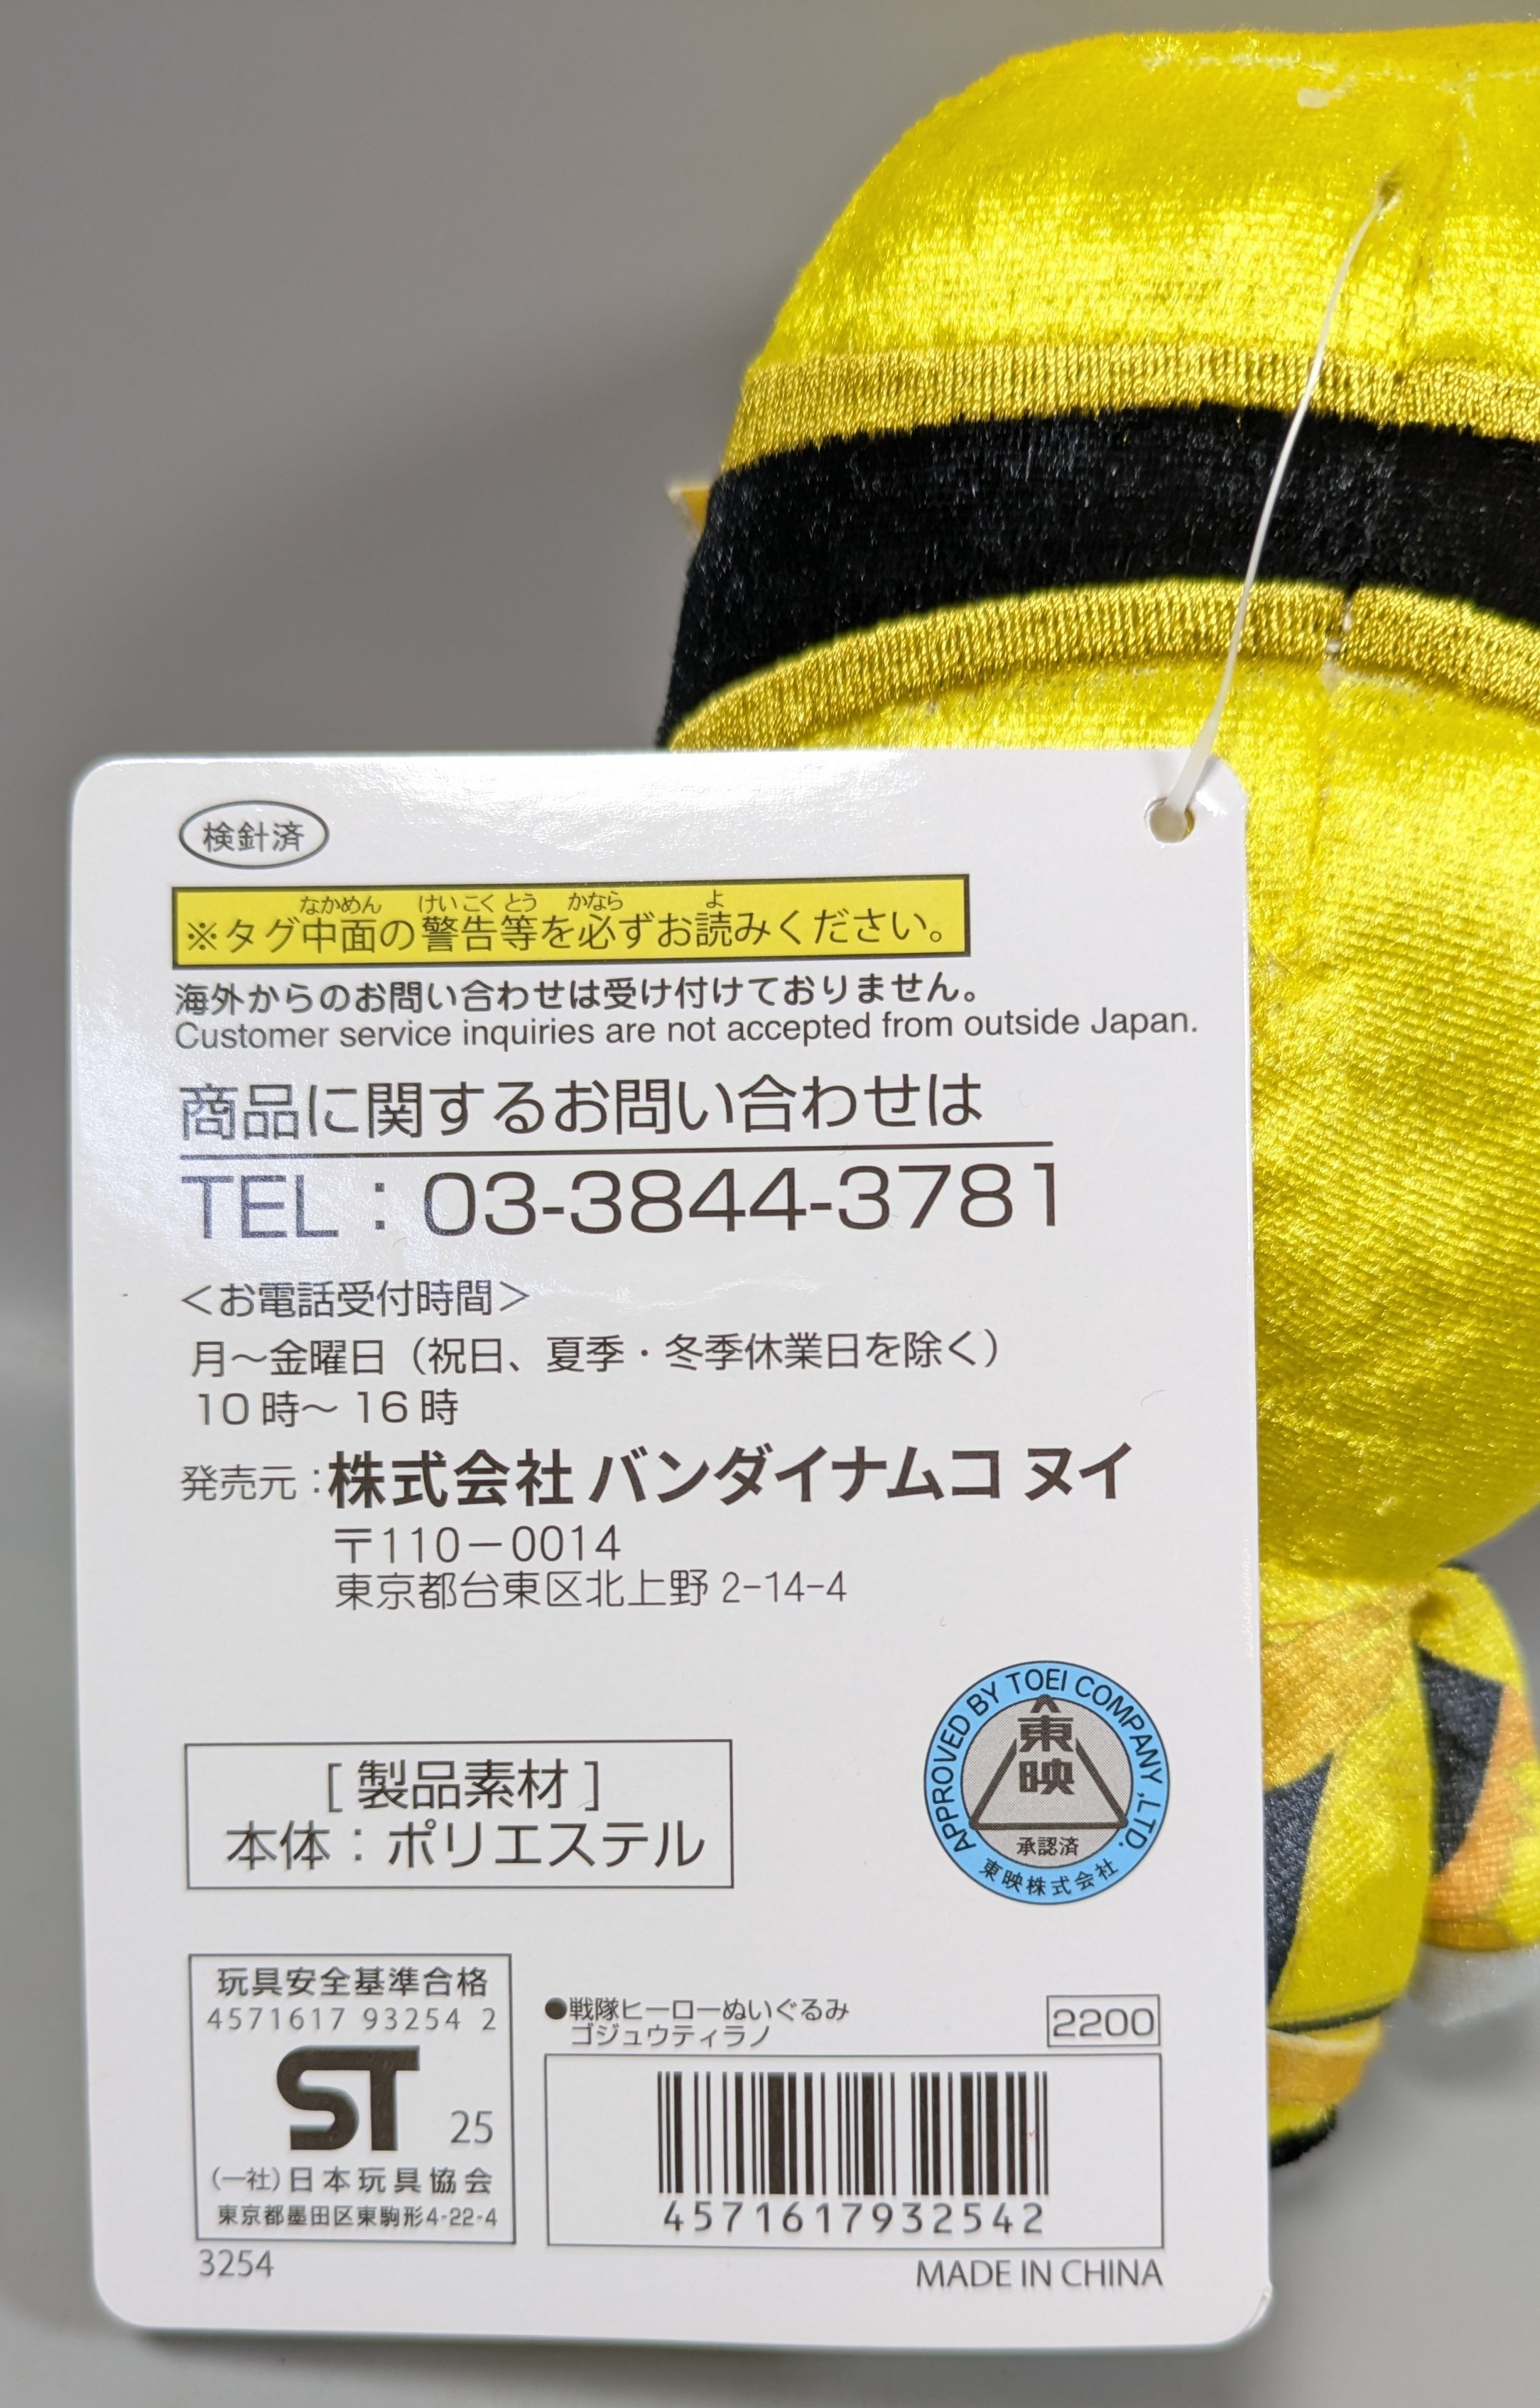 検針済
※タグ中面の警告等を必ずお読みください。
なかめん けいこくとう かなら よ
海外からのお問い合わせは受け付けておりません。
Customer service inquiries are not accepted from outside Japan.
商品に関するお問い合わせは
TEL：03-3844-3781
＜お電話受付時間＞
月～金曜日（祝日、夏季・冬季休業日を除く）
10時～16時
発売元：株式会社 バンダイナムコ ヌイ
〒110－0014
東京都台東区北上野2-14-4
APPROVED BY TOEI COMPANY ,LTD.
東映
承認済
東映株式会社
[ 製品素材 ]
本体：ポリエステル
玩具安全基準合格
4571617 93254 2
ST 25
(一社)日本玩具協会
東京都墨田区東駒形4-22-4
3254
●戦隊ヒーローぬいぐるみ
ゴジュウティラノ
2200
4571617932542
MADE IN CHINA